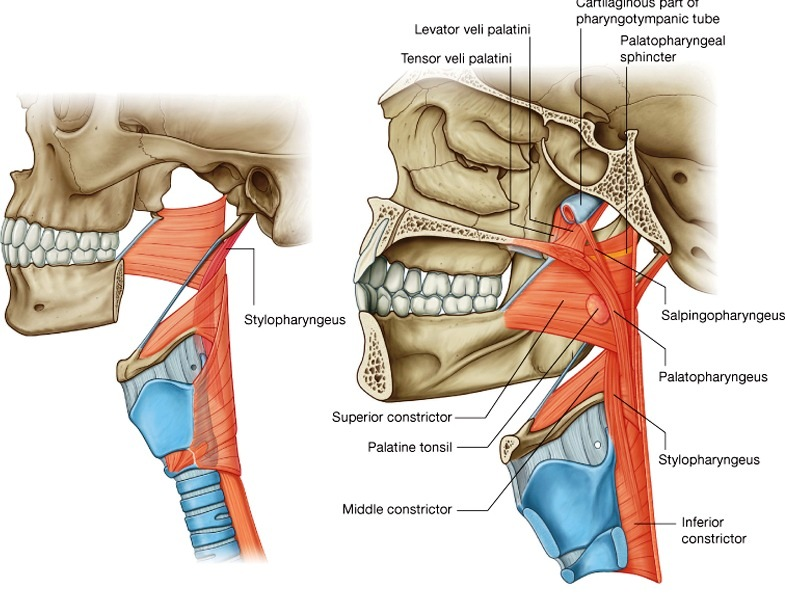 Cartilaginous part of
pharyngotympanic tube
Levator veli palatini
Palatopharyngeal
sphincter
Tensor veli palatini
Stylopharyngeus
Salpingopharyngeus
Palatopharyngeus
Superior constrictor
Palatine tonsil
Stylopharyngeus
Middle constrictor
Inferior
constrictor